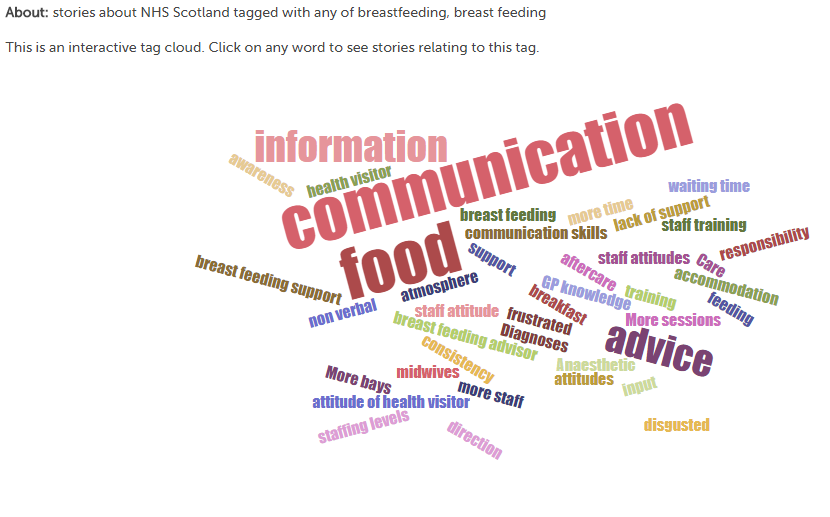 About: stories about NHS Scotland tagged with any of breastfeeding, breast feeding
This is an interactive tag cloud. Click on any word to see stories relating to this tag.
communication
information
awareness
health visitor
waiting time
breast feeding
more time
lack of support
communication skills
staff training
responsibility
food
support
staff attitudes
Care
aftercare
accommodation
breast feeding support
atmosphere
GP knowledge
training
feeding
non verbal
breakfast
staff attitude
frustrated
More sessions
breast feeding advisor
Diagnoses
advice
consistency
Anaesthetic
midwives
attitudes
input
More bays
more staff
attitude of health visitor
staffing levels
direction
disgusted